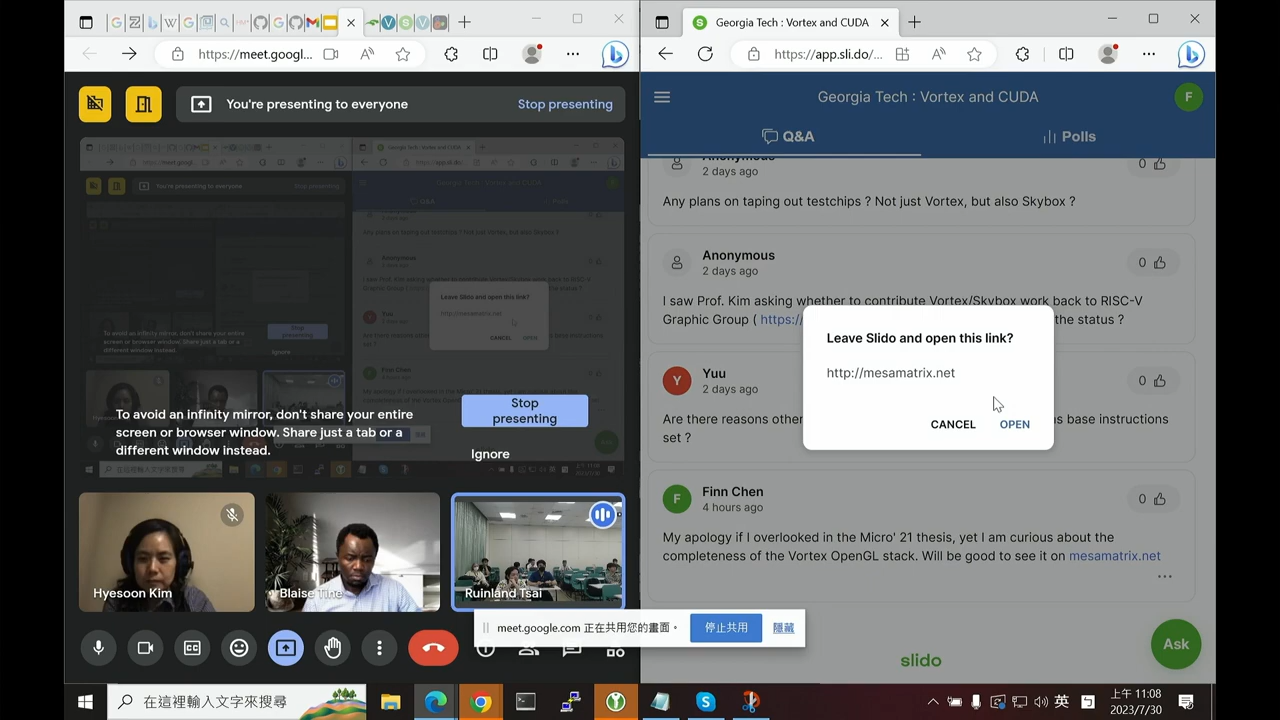 https://meet.googl...
You're presenting to everyone
Stop presenting
To avoid an infinity mirror, don't share your entire
screen or browser window. Share just a tab or a
different window instead.
Stop
presenting
Ignore
Hyesoon Kim
Blaise Tine
Ruinland Tsai
meet.google.com 正在共用您的畫面。
停止共用
隱藏
在這裡輸入文字來搜尋
Georgia Tech : Vortex and CUDA
https://app.sli.do/...
Georgia Tech : Vortex and CUDA
F
Q&A
Polls
Anonymous
0
2 days ago
Any plans on taping out testchips ? Not just Vortex, but also Skybox ?
Anonymous
0
2 days ago
I saw Prof. Kim asking whether to contribute Vortex/Skybox work back to RISC-V
Graphic Group ( https://
the status ?
Y
Yuu
0
2 days ago
Are there reasons other
s base instructions
set ?
Leave Slido and open this link?
http://mesamatrix.net
CANCEL
OPEN
F
Finn Chen
0
4 hours ago
My apology if I overlooked in the Micro' 21 thesis, yet I am curious about the
completeness of the Vortex OpenGL stack. Will be good to see it on mesamatrix.net
slido
Ask
英
上午 11:08
2023/7/30